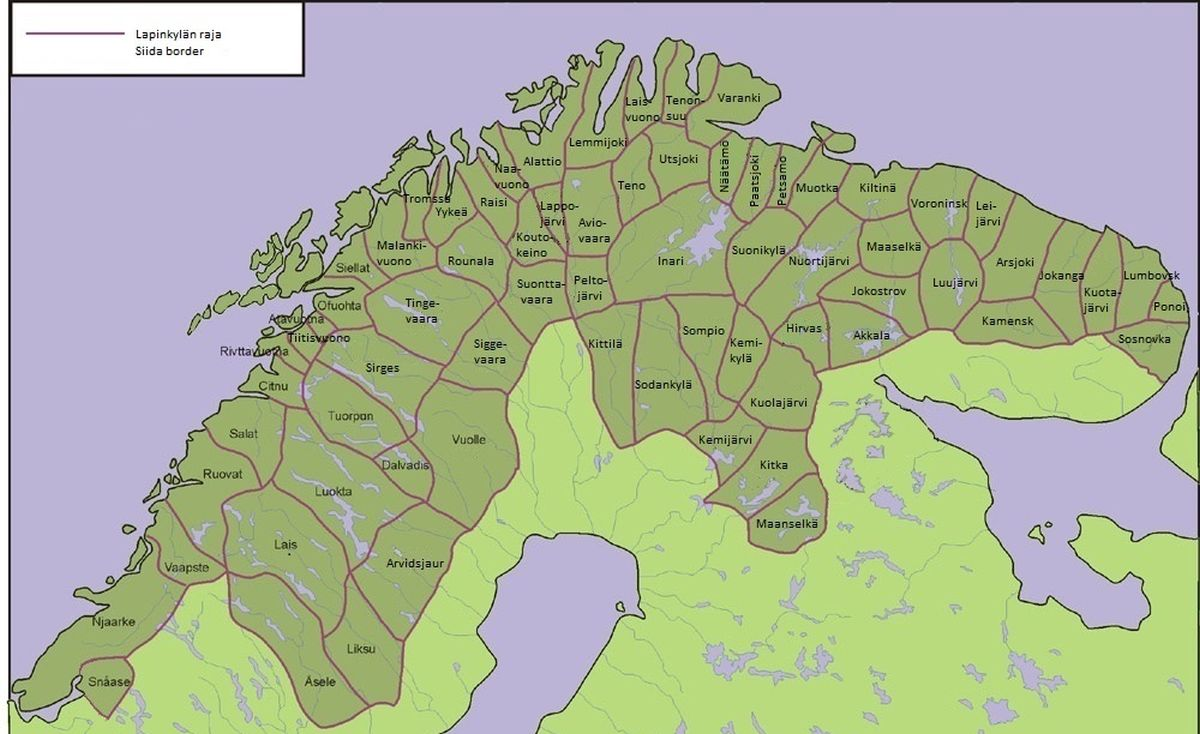 Lapinkylän raja
Siida border
Varanki
Lais-
vuono
Tenon-
suu
Lemmijoki
Alattio
Utsjoki
Naa-
vuono
Teno
Näätämö
Paatsjoki
Petsamo
Muotka
Kiltinä
Voroninsk
Lei-
järvi
Tromssa
Yykeä
Raisi
Lappo-
järvi
Avio-
vaara
Kouto-
keino
Malanki-
vuono
Rounala
Inari
Suonikylä
Nuortijärvi
Maaselkä
Arsjoki
Jokanga
Lumbovsk
Siellat
Suontta-
vaara
Pelto-
järvi
Jokostrov
Luujärvi
Kuota-
järvi
Ponoi
Ofuohta
Tinge-
vaara
Atavuotna
Tiitisvuono
Kamensk
Sosnovka
Rivttavuotna
Sirges
Sigge-
vaara
Kittilä
Sompio
Kemi-
kylä
Hirvas
Akkala
Citnu
Sodankylä
Kuolajärvi
Tuorpan
Salat
Vuolle
Kemijärvi
Dalvadis
Kitka
Ruovat
Luokta
Maanselkä
Lais
Arvidsjaur
Vaapste
Njaarke
Liksu
Snåase
Åsele